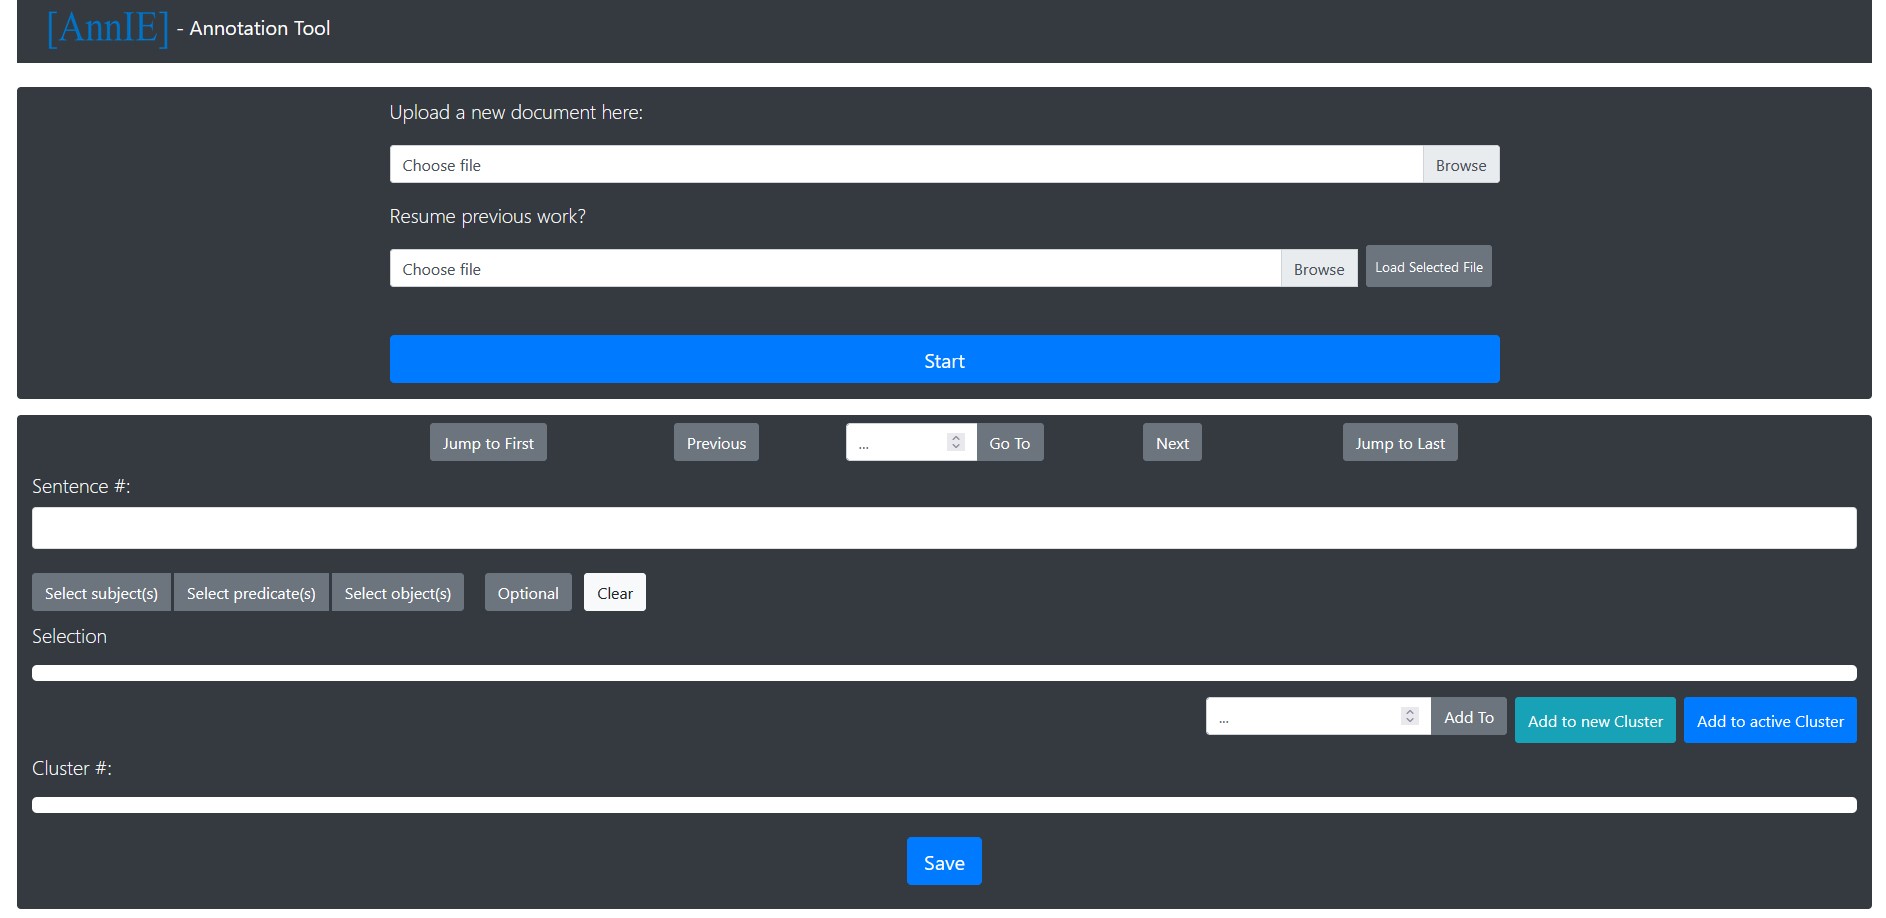 [AnnIE] - Annotation Tool
Upload a new document here:
Choose file Browse
Resume previous work?
Choose file Browse Load Selected File
Start
Jump to First Previous ... Go To Next Jump to Last
Sentence #:
Select subject(s) Select predicate(s) Select object(s) Optional Clear
Selection
... Add To Add to new Cluster Add to active Cluster
Cluster #:
Save